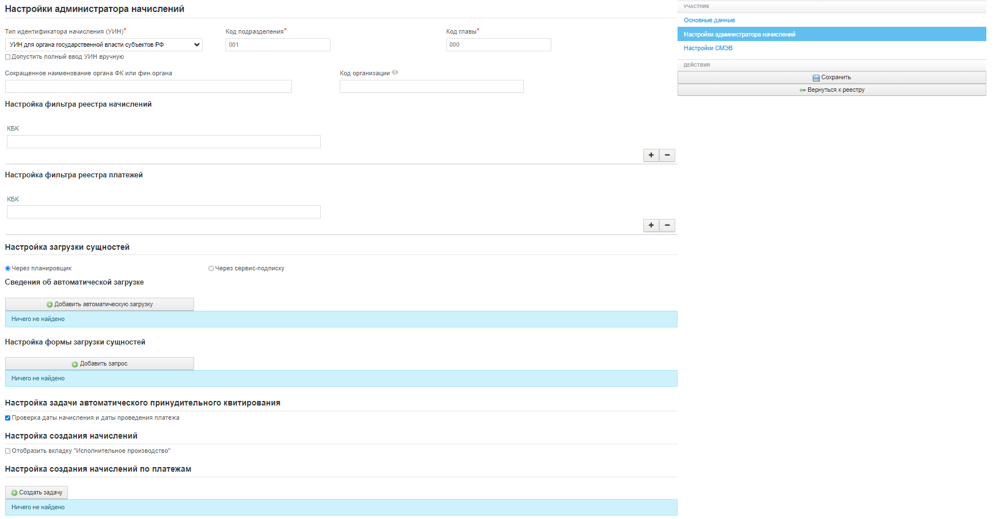 Настройки администратора начислений
Тип идентификатора начисления (УИН)* Код подразделения* Код главы*
УИН для органа государственной власти субъектов РФ 001 000
Допустить полный ввод УИН вручную
Сокращенное наименование органа ФК или фин.органа Код организации
Настройка фильтра реестра начислений
КБК
+ −
Настройка фильтра реестра платежей
КБК
+ −
Настройка загрузки сущностей
Через планировщик Через сервис-подписку
Сведения об автоматической загрузке
Добавить автоматическую загрузку
Ничего не найдено
Настройка формы загрузки сущностей
Добавить запрос
Ничего не найдено
Настройка задачи автоматического принудительного квитирования
Проверка даты начисления и даты проведения платежа
Настройка создания начислений
Отобразить вкладку "Исполнительное производство"
Настройка создания начислений по платежам
Создать задачу
Ничего не найдено
УЧАСТНИК
Основные данные
Настройки администратора начислений
Настройки СМЭВ
ДЕЙСТВИЯ
Сохранить
Вернуться к реестру